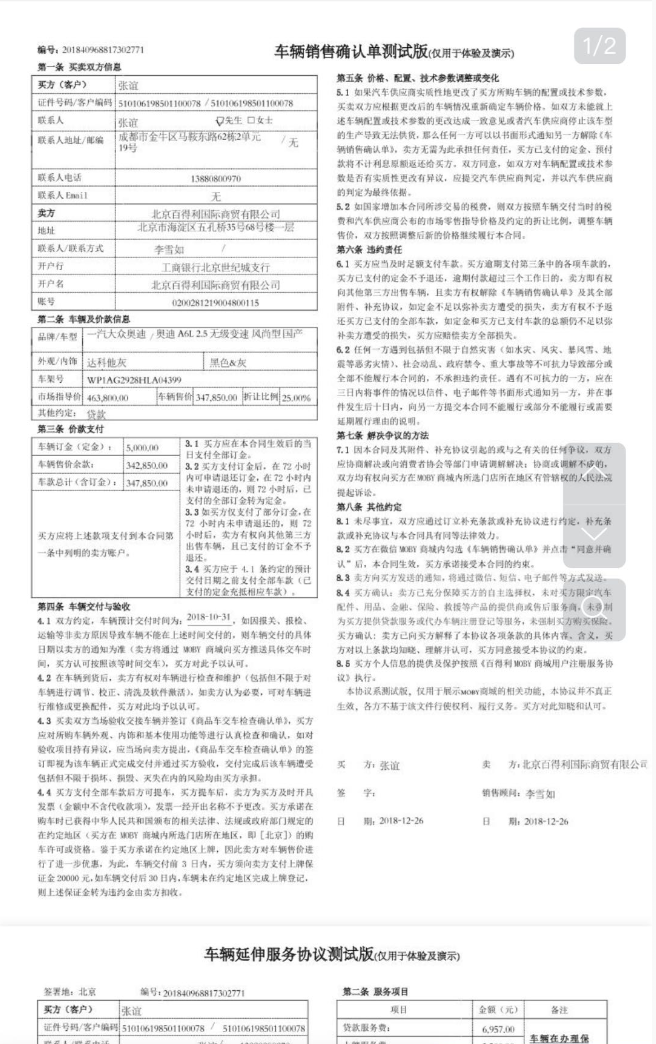 1/2
编号：201840968817302771
车辆销售确认单测试版(仅用于体验及演示)
第一条 买卖双方信息
买方（客户） 张谊
证件号码/客户编码 510106198501100078 / 510106198501100078
联系人 张谊 先生 女士
联系人地址/邮编 成都市金牛区马鞍东路62栋2单元 / 无
19号
联系人电话 13880800970
联系人 Email 无
卖方 北京百得利国际商贸有限公司
地址 北京市海淀区五孔桥35号68号楼一层
联系人/联系方式 李雪如 /
开户行 工商银行北京世纪城支行
开户名 北京百得利国际商贸有限公司
账号 0200281219004800115
第二条 车辆及价款信息
品牌/车型 一汽大众奥迪 / 奥迪 A6L 2.5 无级变速 风尚型 国产
外观/内饰 达科他灰 黑色&灰
车架号 WP1AG2928HLA04399
市场指导价 463,800.00 车辆售价 347,850.00 折让比例 25.00%
其他约定： 贷款
第三条 价款支付
车辆订金（定金）： 5,000.00
车辆售价余款： 342,850.00
车款总计（含订金）： 347,850.00
买方应将上述款项支付到本合同第
一条中列明的卖方账户。
3.1 买方应在本合同生效后的当
日支付全部订金。
3.2 买方支付订金后，在 72 小时
内可申请退还订金，在 72 小时内
未申请退还的，则 72 小时后，已
支付的全部订金转为定金。
3.3 如买方仅支付了部分订金，在
72 小时内未申请退还的，则 72
小时后，卖方有权向其他第三方
出售车辆，且已支付的订金不予
退还。
3.4 买方应于 4.1 条约定的预计
交付日期之前支付全部车款（已
支付的定金充抵相应车款）。
第四条 车辆交付与验收
4.1 双方约定，车辆预计交付时间为：2018-10-31，如因报关、报检、
运输等非卖方原因导致车辆不能在上述时间交付的，则车辆交付的具体
日期以卖方的通知为准（卖方将通过 MOBY 商城向买方推送具体交车时
间，买方认可按照该等时间交车），买方对此予以认可。
4.2 在车辆到货后，卖方有权对车辆进行检查和维护（包括但不限于对
车辆进行调节、校正、清洗及软件激活）。如卖方认为必要，可对车辆进
行维修或更换配件，买方对此均予以认可。
4.3 买卖双方当场验收交接车辆并签订《商品车交车检查确认单》，买方
应对所购车辆外观、内饰和基本使用功能等进行认真检查和确认，如对
验收项目持有异议，应当场向卖方提出，《商品车交车检查确认单》的签
订即视为该车辆正式完成交付并通过买方验收，交付完成后该车辆遭受
包括但不限于损坏、损毁、灭失在内的风险均由买方承担。
4.4 买方支付全部车款后方可提车，买方提车后，卖方为买方及时开具
发票（金额中不含代收款项），发票一经开出名称不予更改。买方承诺在
购车时已获得中华人民共和国颁布的相关法律、法规或政府部门规定的
在约定地区（买方在 MOBY 商城内所选门店所在地区，即［北京］）的购
车许可或资格。鉴于买方承诺在约定地区上牌，因此卖方对车辆售价进
行了进一步优惠，为此，车辆交付前 3 日内，买方须向卖方支付上牌保
证金 20000 元，如车辆交付后 30 日内，车辆未在约定地区完成上牌登记，
则上述保证金转为违约金由卖方扣收。
第五条 价格、配置、技术参数调整或变化
5.1 如果汽车供应商实质性地更改了买方所购车辆的配置或技术参数，
买卖双方应根据更改后的车辆情况重新确定车辆价格。如双方未能就上
述车辆配置或技术参数的更改达成一致意见或者汽车供应商停止该车型
的生产导致无法供货，那么任何一方可以以书面形式通知另一方解除《车
辆销售确认单》，卖方无需为此承担任何责任，买方已支付的定金、预付
款将不计利息原额返还给买方。双方同意，如双方对车辆配置或技术参
数是否有实质性更改有异议，应提交汽车供应商判定，并以汽车供应商
的判定为最终依据。
5.2 如国家增加本合同所涉交易的税费，则双方按照车辆交付当时的税
费和汽车供应商公布的市场零售指导价格及约定的折让比例，调整车辆
售价，双方按照调整后新的价格继续履行本合同。
第六条 违约责任
6.1 买方应当及时足额支付车款。买方逾期支付第三条中的各项车款的，
买方已支付的定金不予退还，逾期付款超过三个工作日的，卖方即有权
向其他第三方出售车辆，且卖方有权解除《车辆销售确认单》及其全部
附件、补充协议，如定金不足以弥补卖方遭受的损失，卖方有权不予返
还买方已支付的全部车款，如定金和买方已支付车款的总额仍不足以弥
补卖方遭受的损失，买方应赔偿卖方全部损失。
6.2 任何一方遇到包括但不限于自然灾害（如水灾、风灾、暴风雪、地
震等恶劣情）、社会动乱、政府禁令、重大事故等不可抗力导致部分或
全部不能履行本合同的，不承担违约责任。遇有不可抗力的一方，应在
三日内将事件的情况以信件、电子邮件等书面形式通知另一方，并在事
件发生后十日内，向另一方提交本合同不能履行或部分不能履行或需要
延期履行理由的说明。
第七条 解决争议的方法
7.1 因本合同及其附件、补充协议引起的或与之有关的任何争议，双方
应协商解决或向消费者协会等部门申请调解解决；协商或调解不成的，
双方均有权向买方在 MOBY 商城内所选门店所在地区有管辖权的人民法院
提起诉讼。
第八条 其他约定
8.1 未尽事宜，双方应通过订立补充条款或补充协议进行约定，补充条
款或补充协议与本合同具有同等法律效力。
8.2 买方在微信 MOBY 商城内勾选《车辆销售确认单》并点击“同意并确
认”后，本合同生效，买方承诺接受本合同的约束。
8.3 卖方向买方发送的通知，将通过微信、短信、电子邮件等方式发送。
8.4 买方确认：卖方已充分保障买方的自主选择权，未对买方限定汽车
配件、用品、金融、保险、救援等产品的提供商或售后服务商，未强制
为买方提供贷款服务或代办车辆注册登记等服务，未强制买方购买保险。
买方确认：卖方已向买方解释了本协议各项条款的具体内容、含义，买
方对以上条款均知晓、理解并认可，买方同意接受本协议的约束。
8.5 买方个人信息的提供及保护按照《百得利 MOBY 商城用户注册服务协
议》执行。
本协议系测试版，仅用于展示MOBY商城的相关功能，本协议并不真正
生效，各方不基于该文件行使权利、履行义务。买方对此知晓和认可。
买 方：张谊 卖 方：北京百得利国际商贸有限公司
签 字： 销售顾问：李雪如
日 期：2018-12-26 日 期：2018-12-26
车辆延伸服务协议测试版(仅用于体验及演示)
签署地：北京 编号：201840968817302771
买方（客户） 张谊
证件号码/客户编码 510106198501100078 / 510106198501100078
第二条 服务项目
项目 金额（元） 备注
贷款服务费： 6,957.00
车辆在办理保